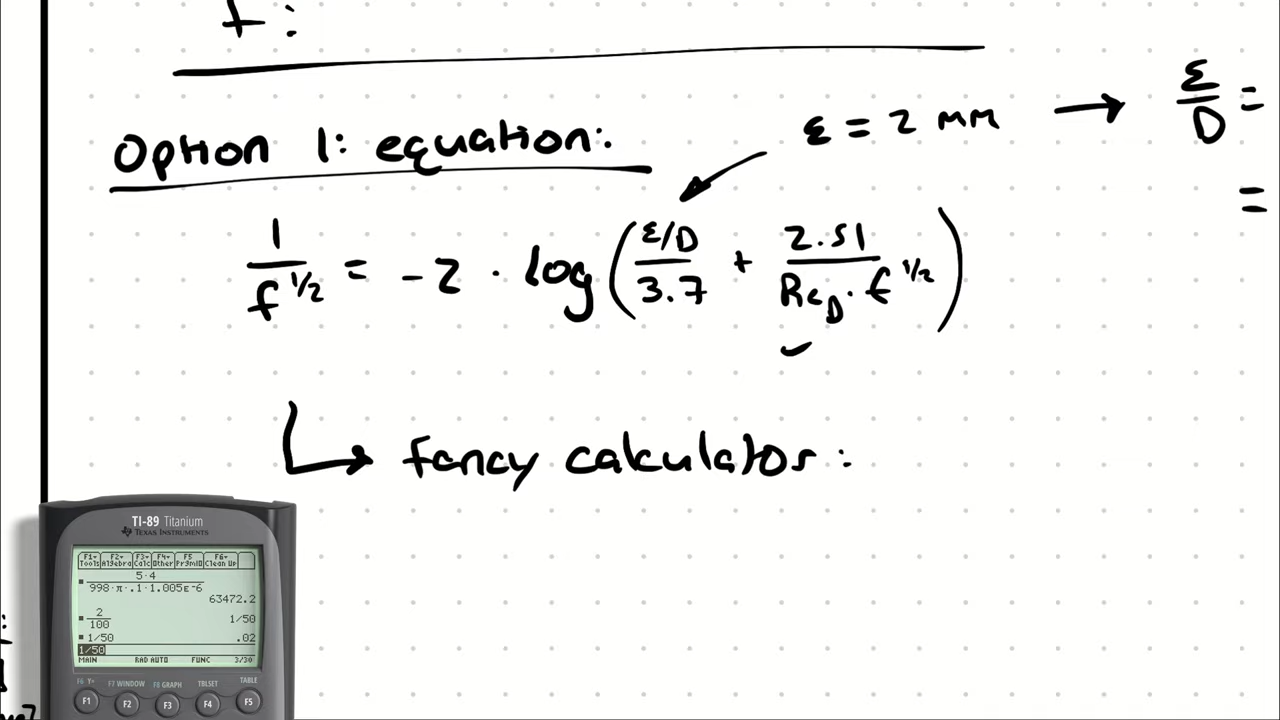 f:
Option 1: equation:
ε = 2 mm → ε/D =
=
1/f^1/2 = -2 · log(ε/D / 3.7 + 2.51 / Re_D · f^1/2)
fancy calculator:
TI-89 Titanium
TEXAS INSTRUMENTS
F1 Tools F2 Algebra F3 Calc F4 Other F5 PrgmIO F6 Clean Up
5·4
998·π·.1·1.005E-6
63472.2
2/100 1/50
1/50 .02
1/50
MAIN RAD AUTO FUNC 3/30
F6 Y= F7 WINDOW F8 GRAPH TBLSET TABLE
F1 F2 F3 F4 F5